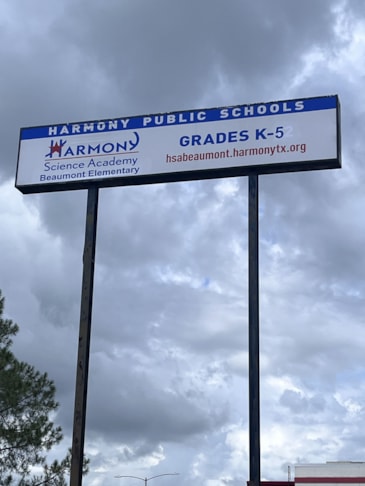 HARMONY PUBLIC SCHOOLS
HARMONY
Science Academy
Beaumont Elementary
GRADES K-5
hsabeaumont.harmonytx.org